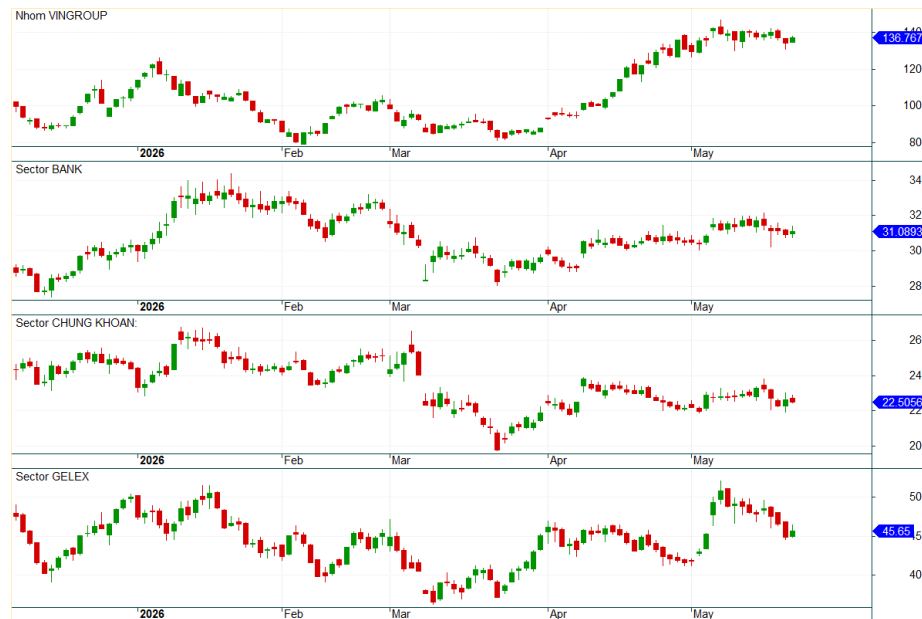 Nhom VINGROUP
140
136.767
120
100
80
2026 Feb Mar Apr May
Sector BANK
34
32
31.0893
30
28
2026 Feb Mar Apr May
Sector CHUNG KHOAN:
26
24
22.5056
22
20
2026 Feb Mar Apr May
Sector GELEX
50
45.65
45
40
2026 Feb Mar Apr May